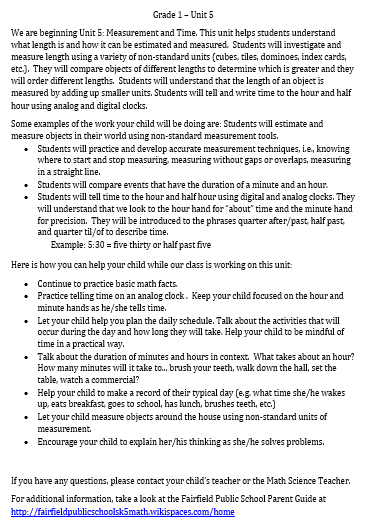 Grade 1 – Unit 5
We are beginning Unit 5: Measurement and Time. This unit helps students understand
what length is and how it can be estimated and measured.  Students will investigate and
measure length using a variety of non-standard units (cubes, tiles, dominoes, index cards,
etc.).  They will compare objects of different lengths to determine which is greater and they
will order different lengths.  Students will understand that the length of an object is
measured by adding up smaller units. Students will tell and write time to the hour and half
hour using analog and digital clocks.
Some examples of the work your child will be doing are: Students will estimate and
measure objects in their world using non-standard measurement tools.
• Students will practice and develop accurate measurement techniques, i.e., knowing
where to start and stop measuring, measuring without gaps or overlaps, measuring
in a straight line.
• Students will compare events that have the duration of a minute and an hour.
• Students will tell time to the hour and half hour using digital and analog clocks. They
will understand that we look to the hour hand for "about" time and the minute hand
for precision.  They will be introduced to the phrases quarter after/past, half past,
and quarter til/of to describe time.
Example: 5:30 = five thirty or half past five
Here is how you can help your child while our class is working on this unit:
• Continue to practice basic math facts.
• Practice telling time on an analog clock .  Keep your child focused on the hour and
minute hands as he/she tells time.
• Let your child help you plan the daily schedule. Talk about the activities that will
occur during the day and how long they will take. Help your child to be mindful of
time in a practical way.
• Talk about the duration of minutes and hours in context.  What takes about an hour?
How many minutes will it take to... brush your teeth, walk down the hall, set the
table, watch a commercial?
• Help your child to make a record of their typical day (e.g. what time she/he wakes
up, eats breakfast, goes to school, has lunch, brushes teeth, etc.)
• Let your child measure objects around the house using non-standard units of
measurement.
• Encourage your child to explain her/his thinking as she/he solves problems.
If you have any questions, please contact your child's teacher or the Math Science Teacher.
For additional information, take a look at the Fairfield Public School Parent Guide at
http://fairfieldpublicschoolsk5math.wikispaces.com/home